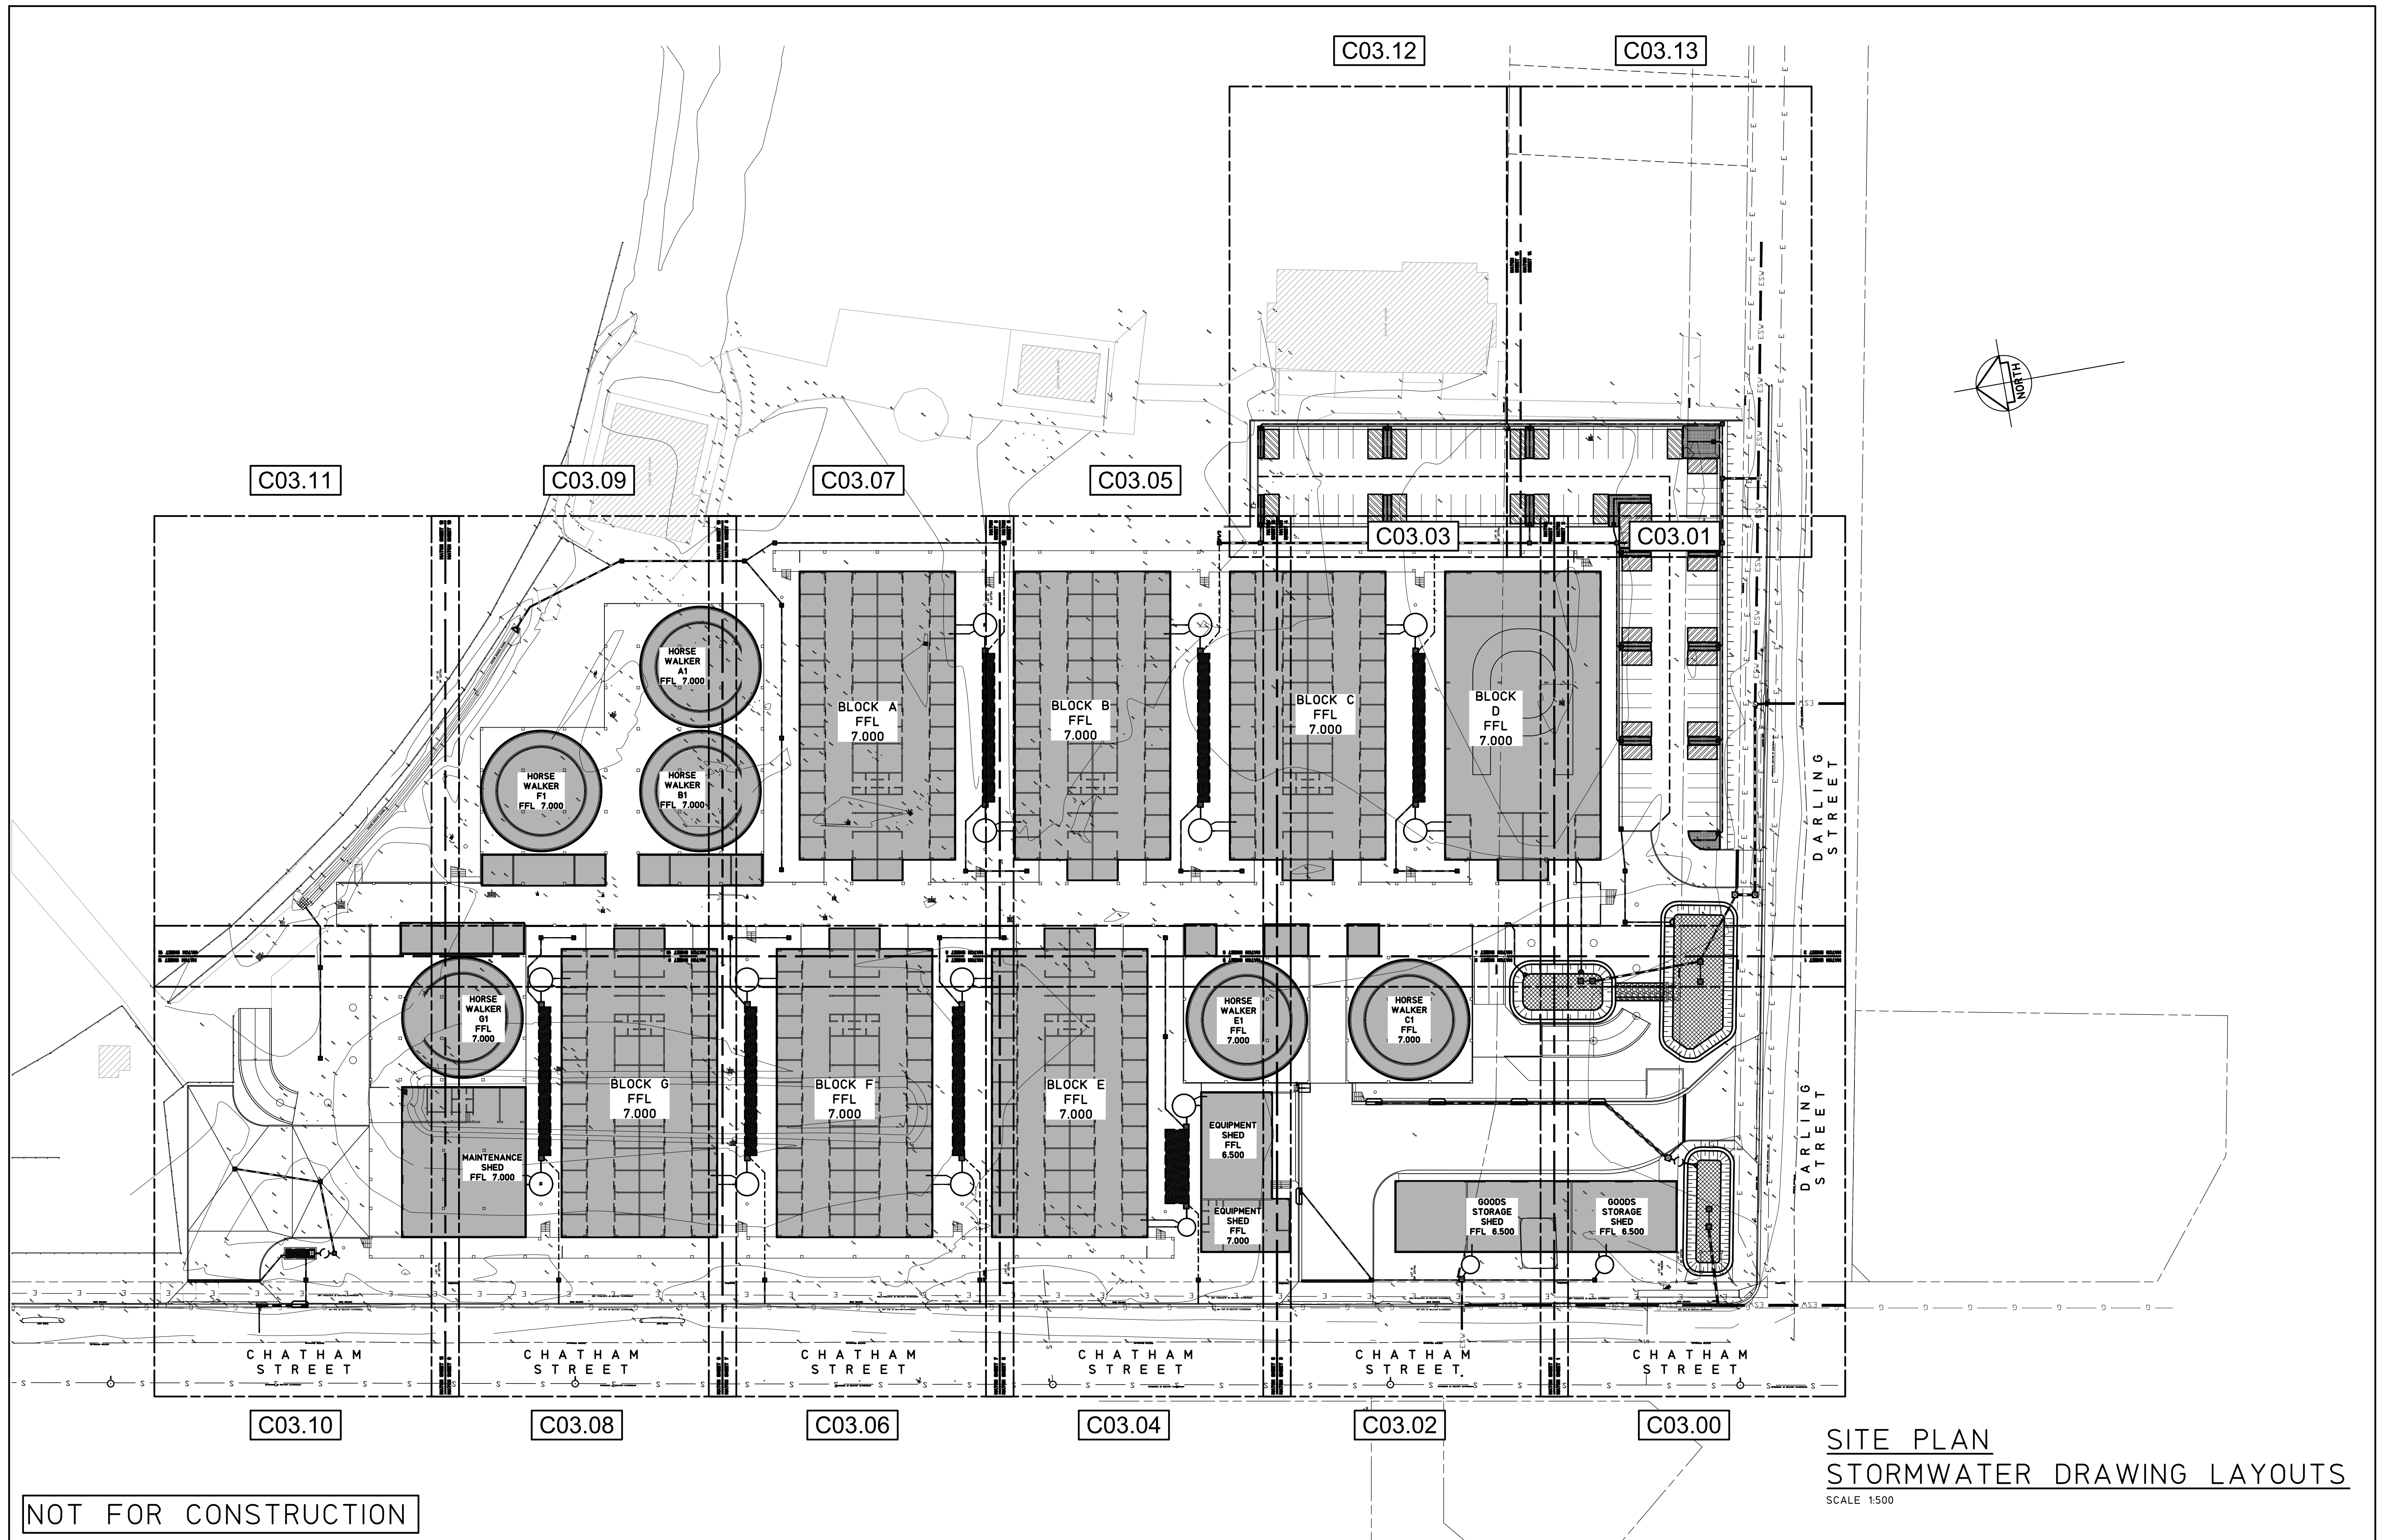 C03.12
C03.13
NORTH
C03.11
C03.09
C03.07
C03.05
C03.03
C03.01
HORSE
WALKER
A1
FFL 7.000
BLOCK A
FFL
7.000
BLOCK B
FFL
7.000
BLOCK C
FFL
7.000
BLOCK
D
FFL
7.000
HORSE
WALKER
F1
FFL 7.000
HORSE
WALKER
B1
FFL 7.000
DARLING
STREET
HORSE
WALKER
G1
FFL
7.000
HORSE
WALKER
E1
FFL
7.000
HORSE
WALKER
C1
FFL
7.000
BLOCK G
FFL
7.000
BLOCK F
FFL
7.000
BLOCK E
FFL
7.000
DARLING
STREET
EQUIPMENT
SHED
FFL
6.500
MAINTENANCE
SHED
FFL 7.000
EQUIPMENT
SHED
FFL
7.000
GOODS
STORAGE
SHED
FFL 6.500
GOODS
STORAGE
SHED
FFL 6.500
CHATHAM
STREET
CHATHAM
STREET
CHATHAM
STREET
CHATHAM
STREET
CHATHAM
STREET
CHATHAM
STREET
C03.10
C03.08
C03.06
C03.04
C03.02
C03.00
SITE PLAN
STORMWATER DRAWING LAYOUTS
SCALE 1:500
NOT FOR CONSTRUCTION